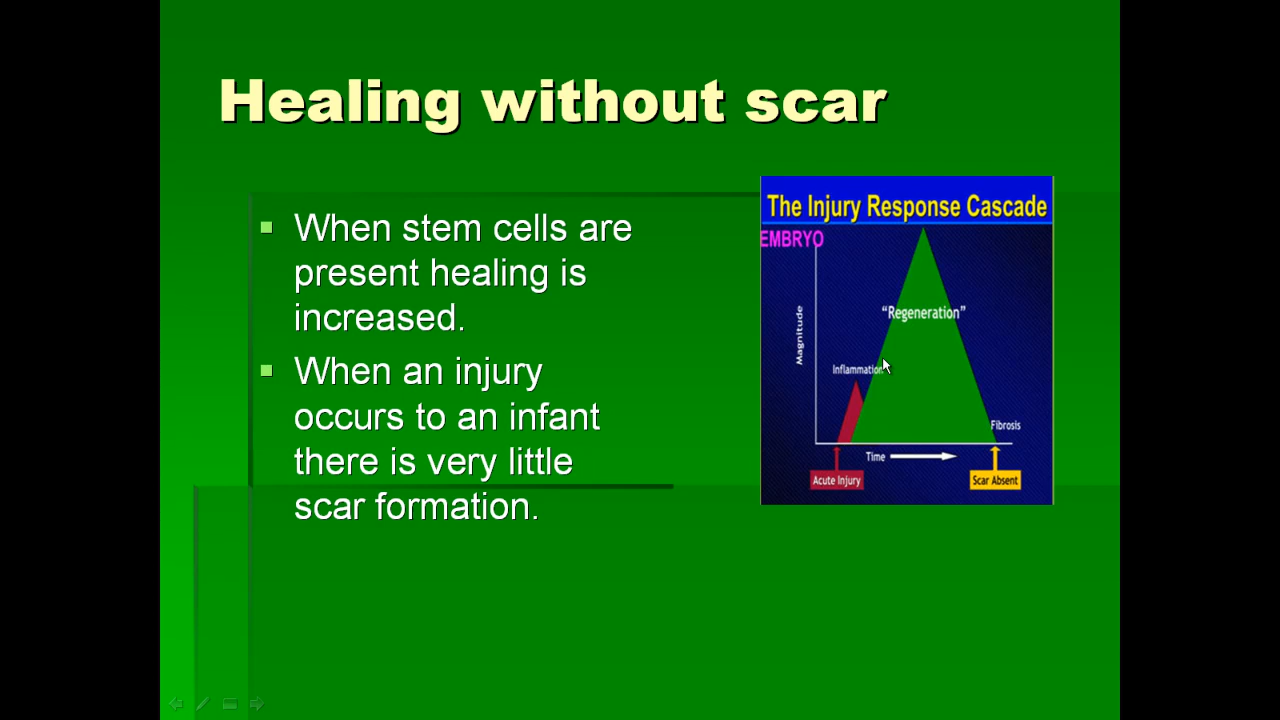 Healing without scar
When stem cells are
present healing is
increased.
When an injury
occurs to an infant
there is very little
scar formation.
The Injury Response Cascade
EMBRYO
Magnitude
"Regeneration"
Inflammation
Fibrosis
Time
Acute Injury
Scar Absent